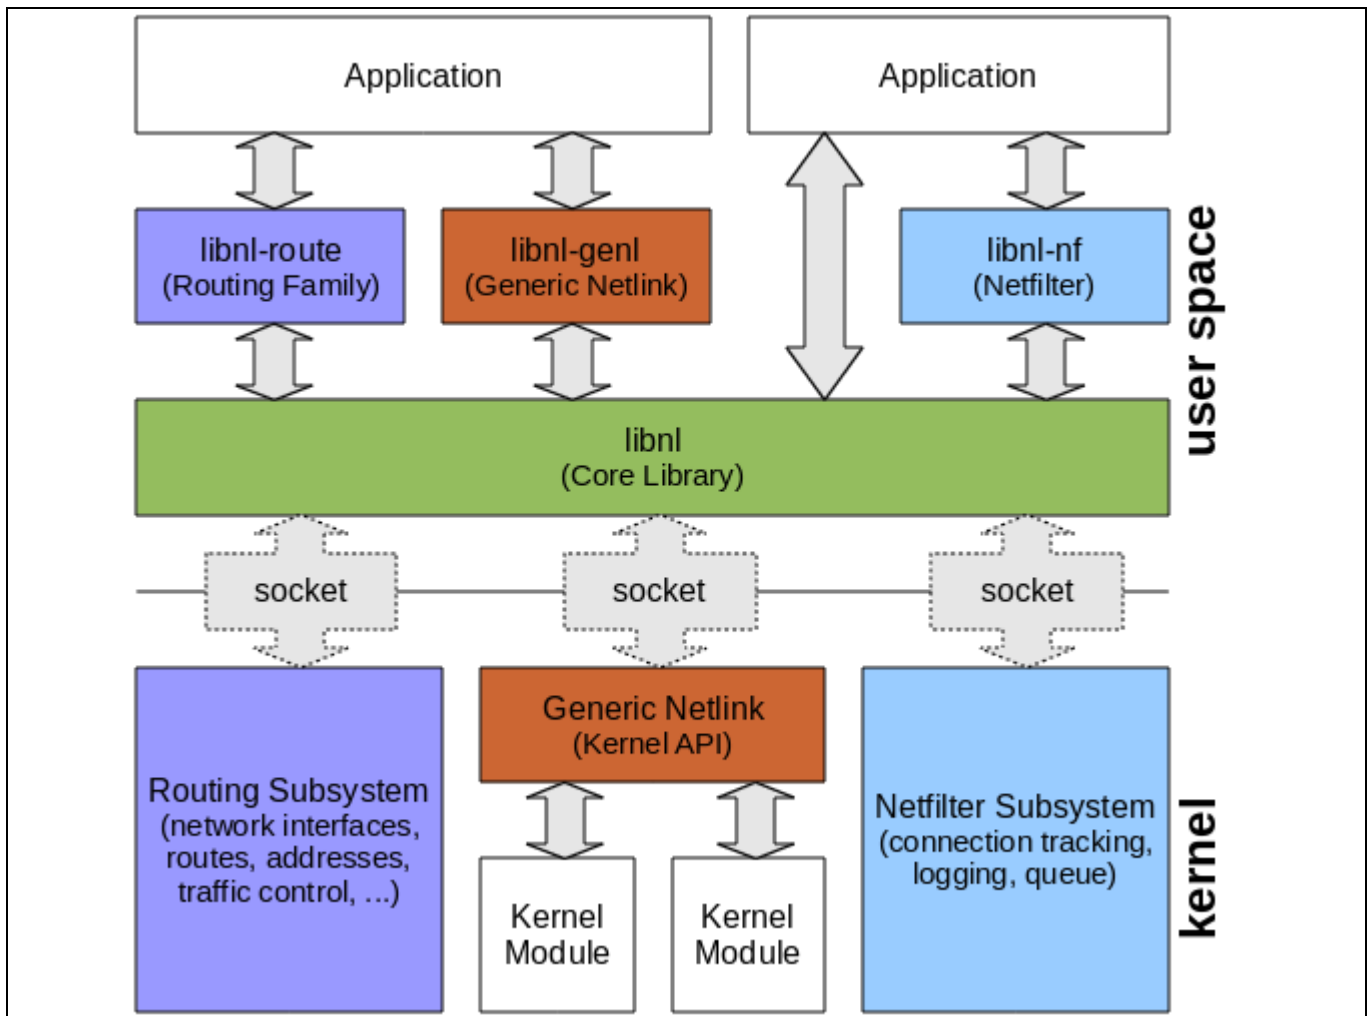 Application
Application
libnl-route
(Routing Family)
libnl-genl
(Generic Netlink)
libnl-nf
(Netfilter)
user space
libnl
(Core Library)
socket
socket
socket
Routing Subsystem
(network interfaces,
routes, addresses,
traffic control, ...)
Generic Netlink
(Kernel API)
Kernel
Module
Kernel
Module
Netfilter Subsystem
(connection tracking,
logging, queue)
kernel